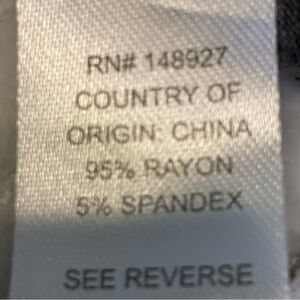 RN# 148927
COUNTRY OF
ORIGIN: CHINA
95% RAYON
5% SPANDEX
SEE REVERSE